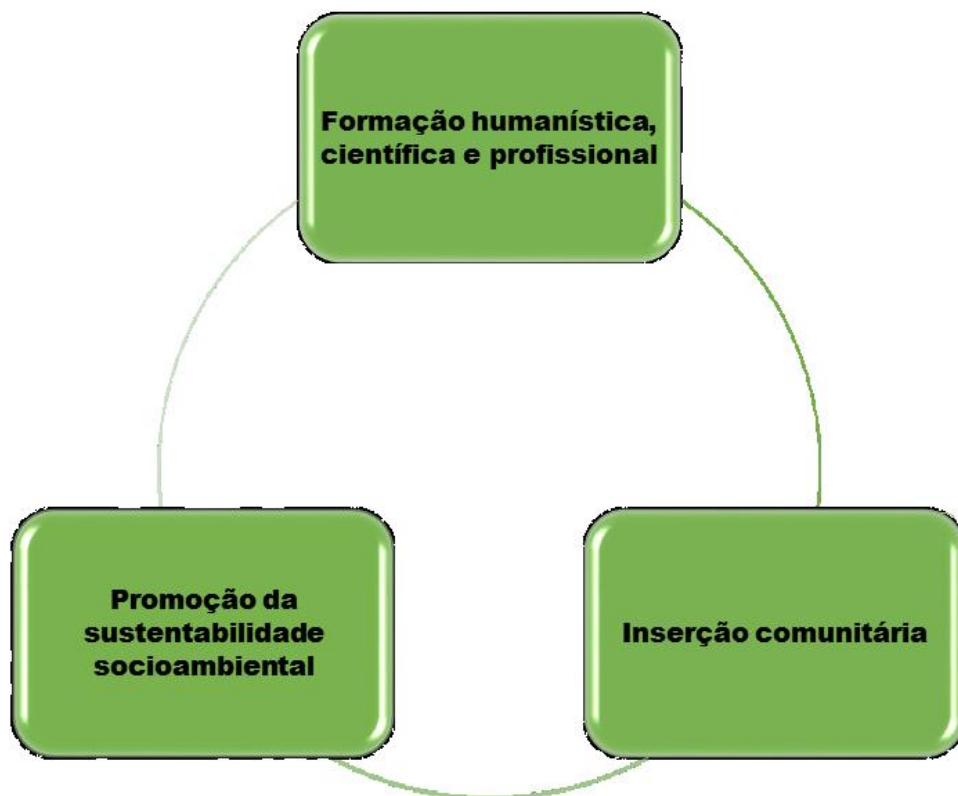 Formação humanística,
científica e profissional
Promoção da
sustentabilidade
socioambiental
Inserção comunitária